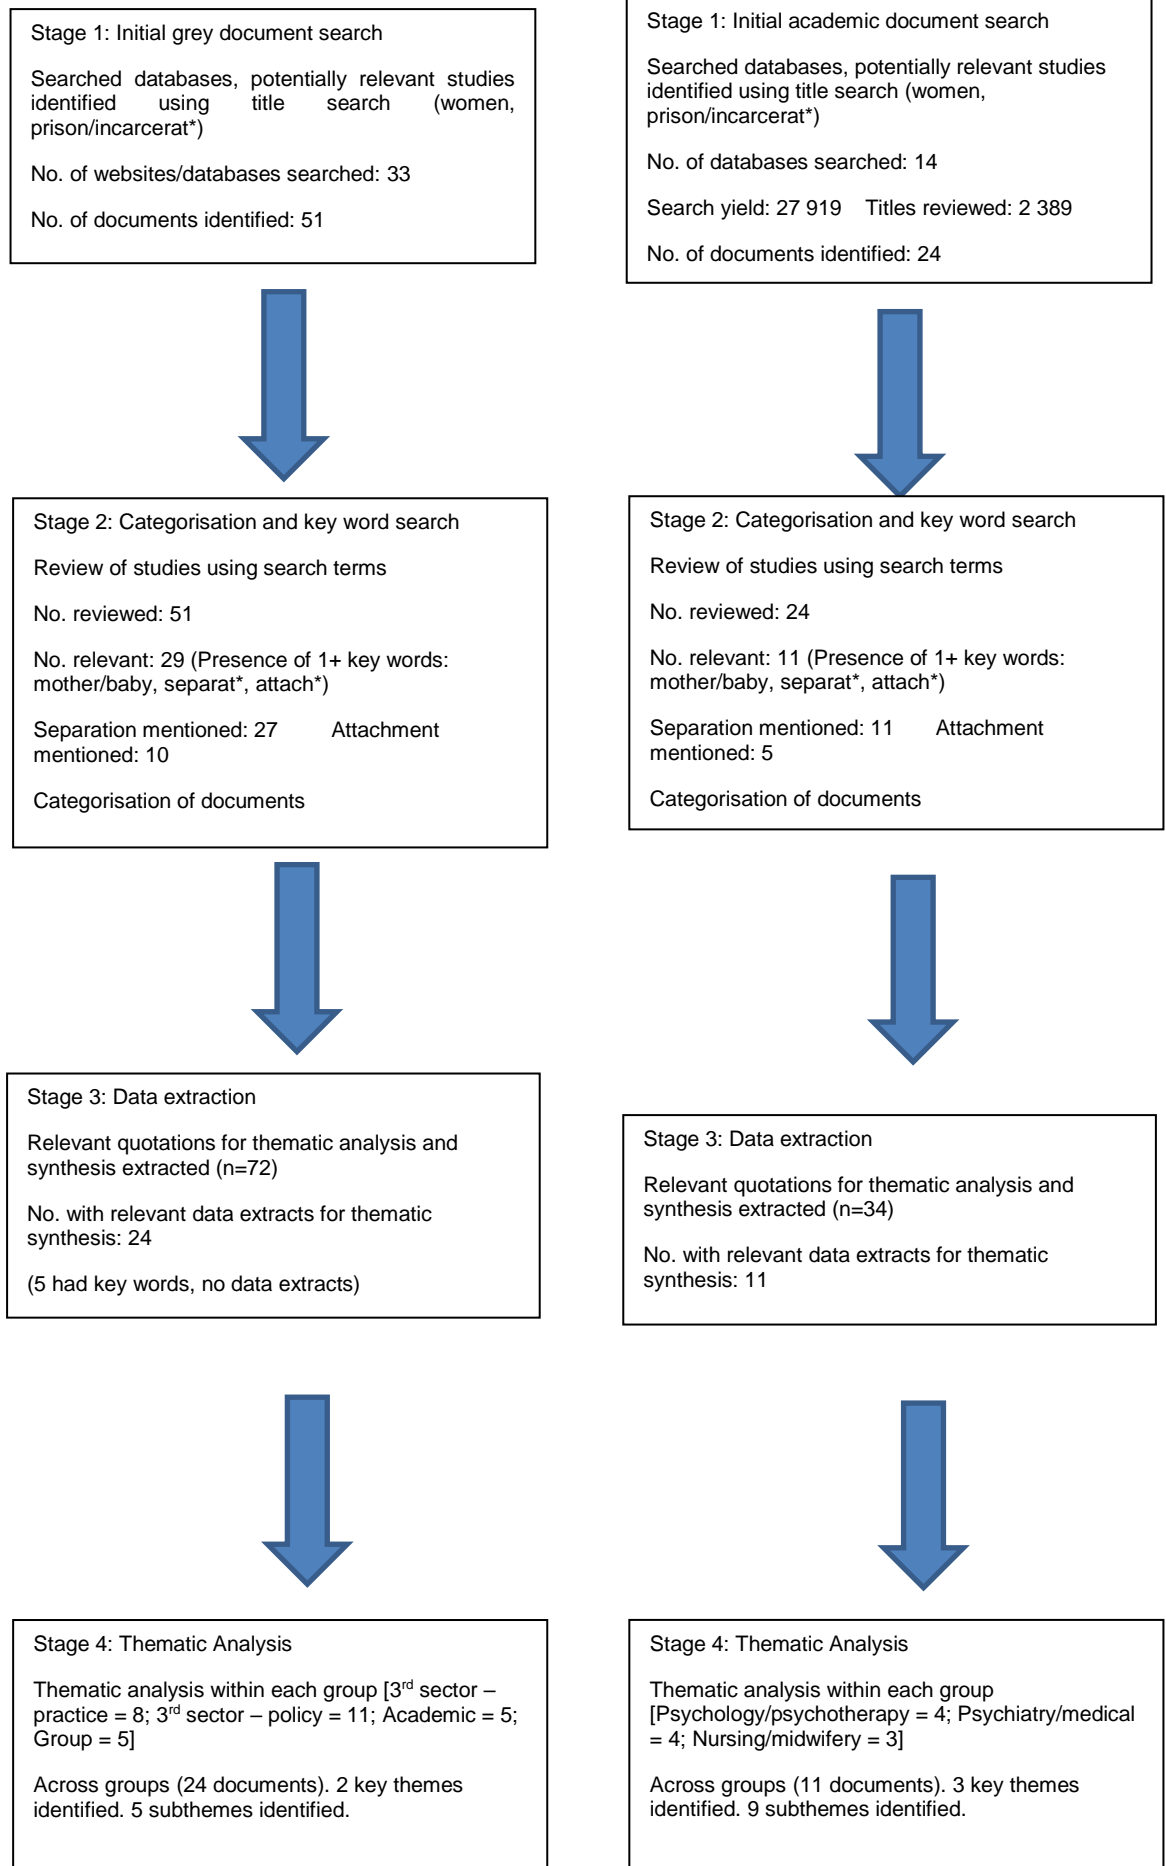 Stage 1: Initial grey document search
Searched databases, potentially relevant studies
identified using title search (women,
prison/incarcerat*)
No. of websites/databases searched: 33
No. of documents identified: 51
Stage 1: Initial academic document search
Searched databases, potentially relevant studies
identified using title search (women,
prison/incarcerat*)
No. of databases searched: 14
Search yield: 27 919 Titles reviewed: 2 389
No. of documents identified: 24
Stage 2: Categorisation and key word search
Review of studies using search terms
No. reviewed: 51
No. relevant: 29 (Presence of 1+ key words:
mother/baby, separat*, attach*)
Separation mentioned: 27 Attachment
mentioned: 10
Categorisation of documents
Stage 2: Categorisation and key word search
Review of studies using search terms
No. reviewed: 24
No. relevant: 11 (Presence of 1+ key words:
mother/baby, separat*, attach*)
Separation mentioned: 11 Attachment
mentioned: 5
Categorisation of documents
Stage 3: Data extraction
Relevant quotations for thematic analysis and
synthesis extracted (n=72)
No. with relevant data extracts for thematic
synthesis: 24
(5 had key words, no data extracts)
Stage 3: Data extraction
Relevant quotations for thematic analysis and
synthesis extracted (n=34)
No. with relevant data extracts for thematic
synthesis: 11
Stage 4: Thematic Analysis
Thematic analysis within each group [3rd sector –
practice = 8; 3rd sector – policy = 11; Academic = 5;
Group = 5]
Across groups (24 documents). 2 key themes
identified. 5 subthemes identified.
Stage 4: Thematic Analysis
Thematic analysis within each group
[Psychology/psychotherapy = 4; Psychiatry/medical
= 4; Nursing/midwifery = 3]
Across groups (11 documents). 3 key themes
identified. 9 subthemes identified.